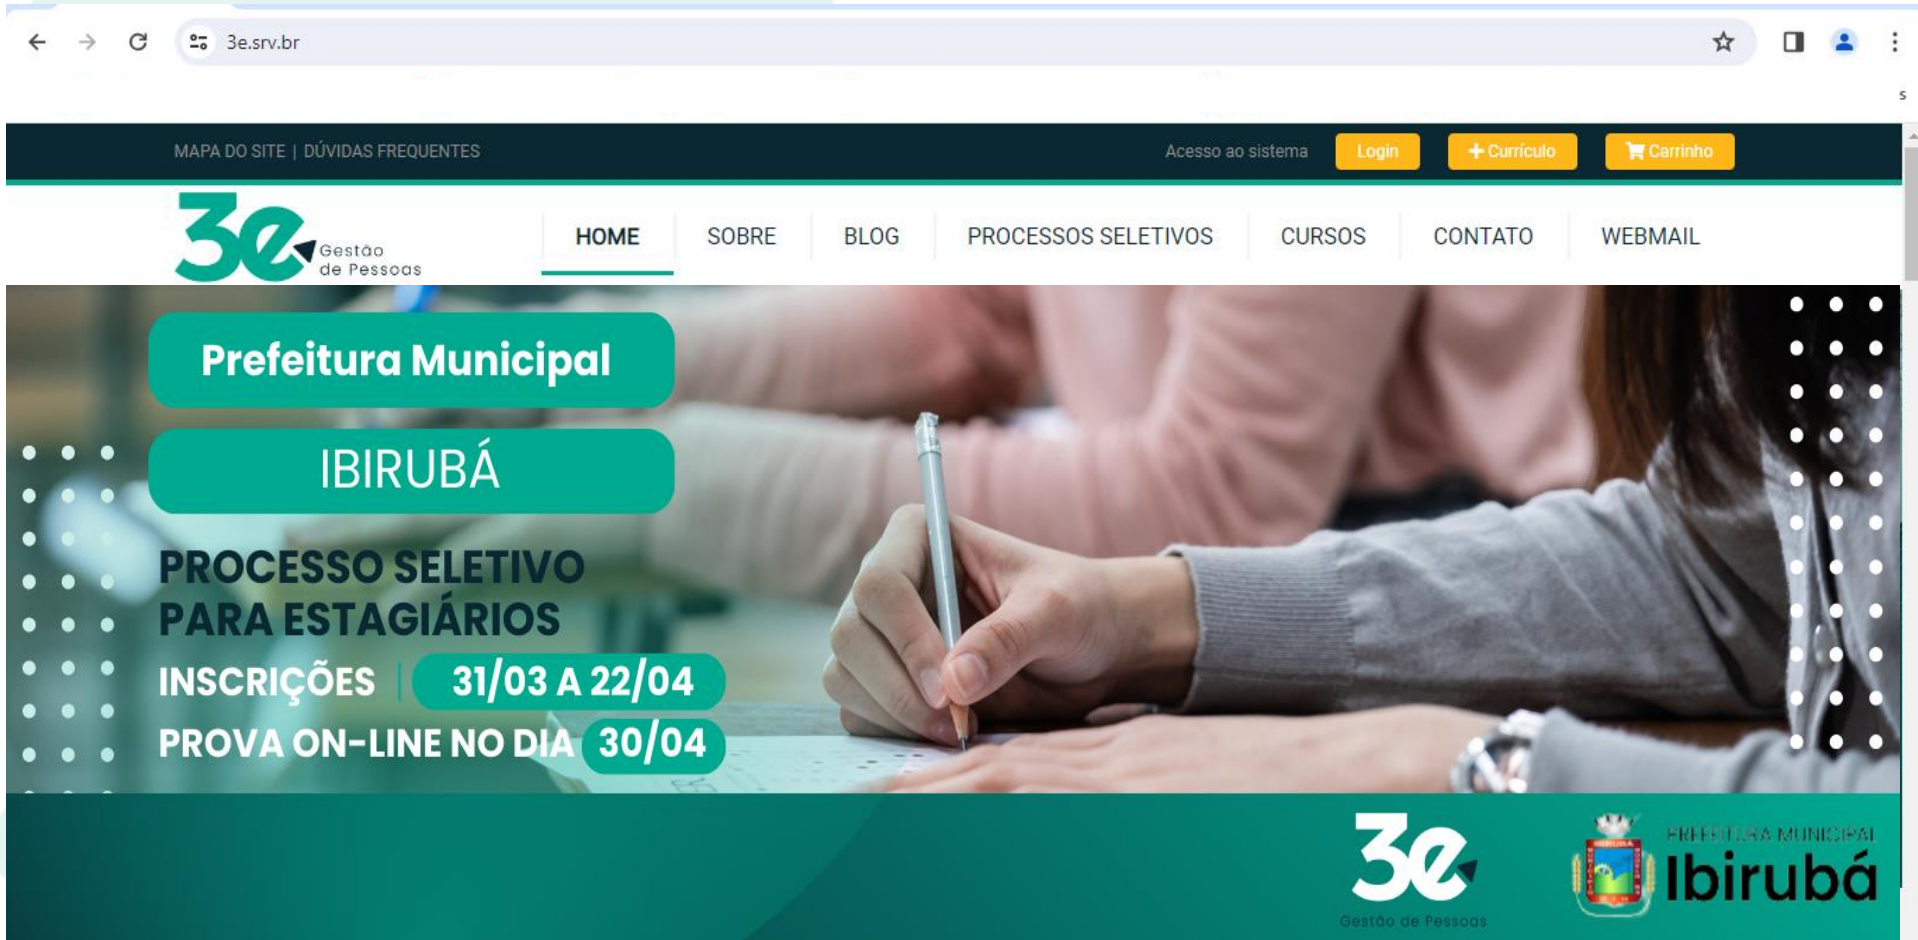 3e.srv.br
s
MAPA DO SITE | DÚVIDAS FREQUENTES
Acesso ao sistema
Login
+ Currículo
Carrinho
3e Gestão
de Pessoas
HOME
SOBRE
BLOG
PROCESSOS SELETIVOS
CURSOS
CONTATO
WEBMAIL
Prefeitura Municipal
IBIRUBÁ
PROCESSO SELETIVO
PARA ESTAGIÁRIOS
INSCRIÇÕES | 31/03 A 22/04
PROVA ON-LINE NO DIA 30/04
3e
Gestão de Pessoas
PREFEITURA MUNICIPAL
Ibirubá